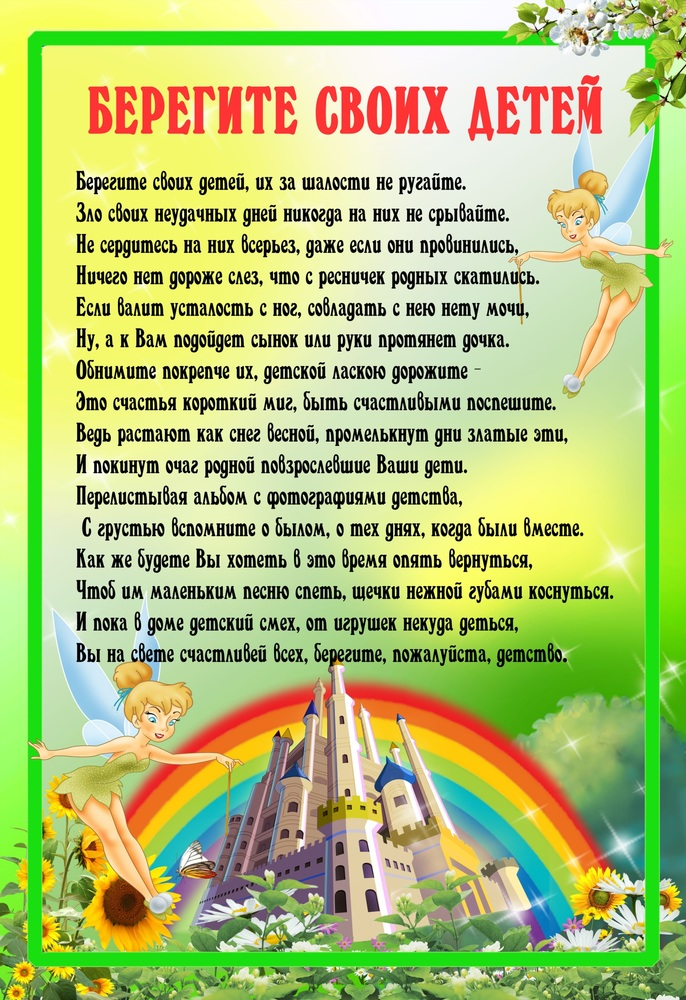 БЕРЕГИТЕ СВОИХ ДЕТЕЙ
Берегите своих детей, их за шалости не ругайте.
Зло своих неудачных дней никогда на них не срывайте.
Не сердитесь на них всерьез, даже если они провинились,
Ничего нет дороже слез, что с ресничек родных скатились.
Если валит усталость с ног, совладать с нею нету мочи,
Ну, а к Вам подойдет сынок или руки протянет дочка.
Обнимите покрепче их, детской ласкою дорожите -
Это счастья короткий миг, быть счастливыми поспешите.
Ведь растают как снег весной, промелькнут дни златые эти,
И покинут очаг родной повзрослевшие Ваши дети.
Перелистывая альбом с фотографиями детства,
С грустью вспомните о былом, о тех днях, когда были вместе.
Как же будете Вы хотеть в это время опять вернуться,
Чтоб им маленьким песню спеть, щечки нежной губами коснуться.
И пока в доме детский смех, от игрушек некуда деться,
Вы на свете счастливей всех, берегите, пожалуйста, детство.